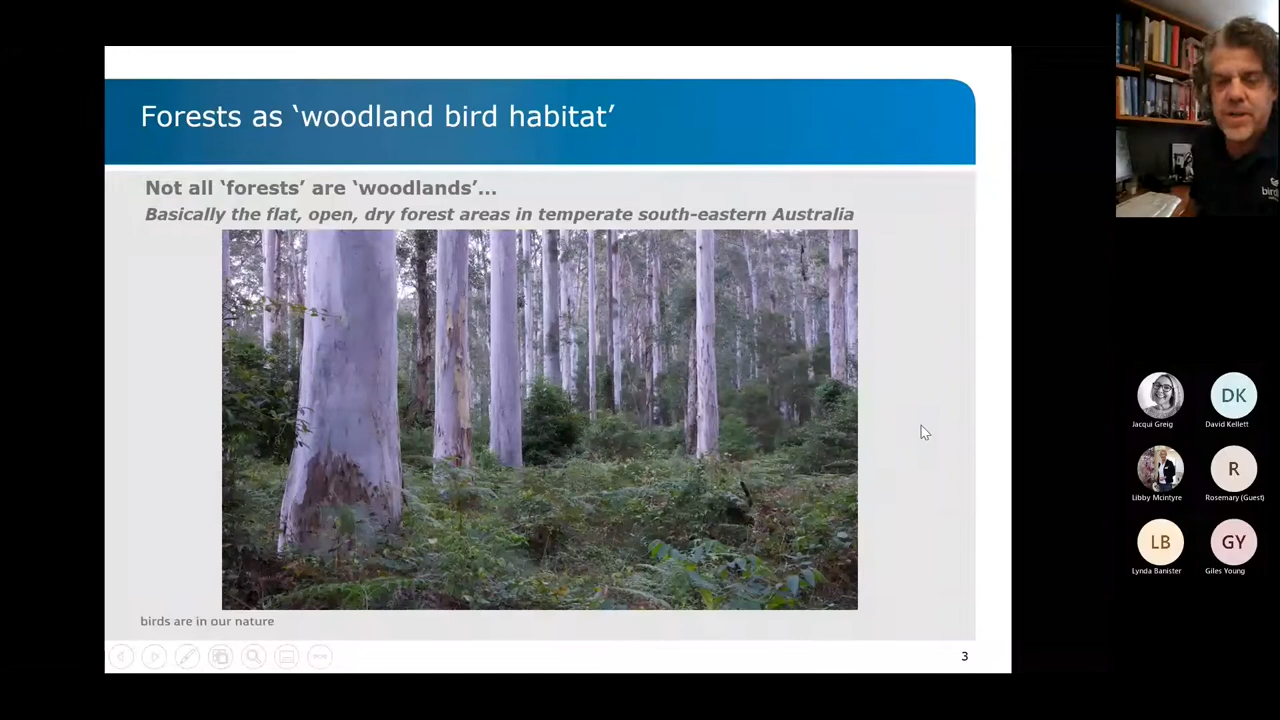 Forests as ‘woodland bird habitat’
Not all ‘forests’ are ‘woodlands’...
Basically the flat, open, dry forest areas in temperate south-eastern Australia
birds are in our nature
3
bird
DK
Jacqui Greig
David Kellett
R
Libby Mcintyre
Rosemary (Guest)
LB
GY
Lynda Banister
Giles Young